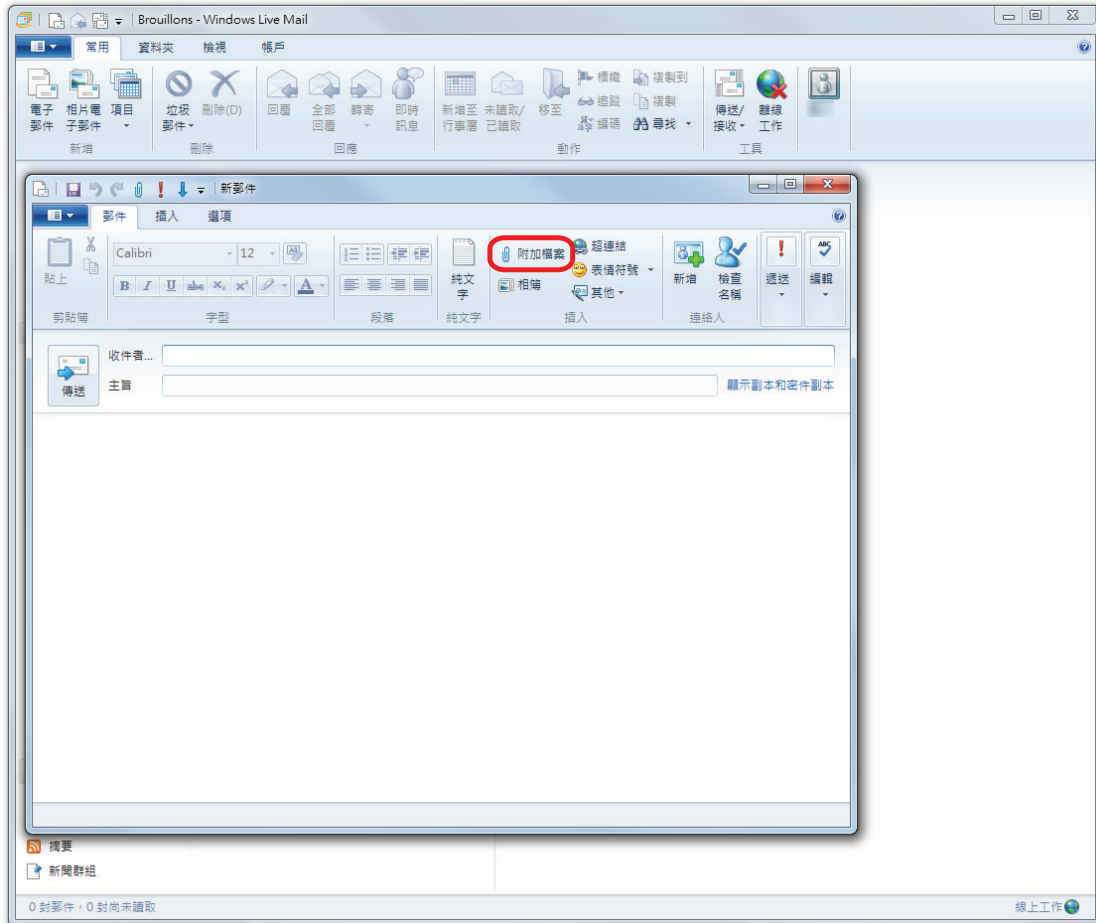 Brouillons - Windows Live Mail
常用 資料夾 檢視 帳戶
電子郵件 相片電子郵件 項目 垃圾郵件 刪除(D) 回覆 全部回覆 轉寄 即時訊息 新增至行事曆 未讀取/已讀取 移至 標幟 追蹤 編碼 複製到 複製 尋找 傳送/接收 離線工作
新增 刪除 回應 動作 工具
新郵件
郵件 插入 選項
貼上 Calibri 12 B I U abc X₂ X² A 純文字 附加檔案 相簿 超連結 表情符號 其他 新增 檢查名稱 遞送 ABC 編輯
剪貼簿 字型 段落 純文字 插入 連絡人
收件者...
傳送 主旨 顯示副本和密件副本
摘要
新聞群組
0 封郵件，0 封尚未讀取 線上工作